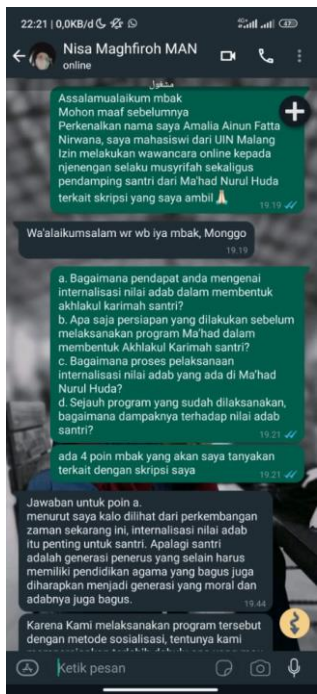 22:21 | 0,0KB/d
4G+
42
Nisa Maghfiroh MAN
online
مشغول
Assalamualaikum mbak
Mohon maaf sebelumnya
Perkenalkan nama saya Amalia Ainun Fatta
Nirwana, saya mahasiswi dari UIN Malang
Izin melakukan wawancara online kepada
njenengan selaku musyrifah sekaligus
pendamping santri dari Ma'had Nurul Huda
terkait skripsi yang saya ambil🙏🏻
19.19
Wa'alaikumsalam wr wb iya mbak, Monggo
19.19
a. Bagaimana pendapat anda mengenai
internalisasi nilai adab dalam membentuk
akhlakul karimah santri?
b. Apa saja persiapan yang dilakukan sebelum
melaksanakan program Ma'had dalam
membentuk Akhlakul Karimah santri?
c. Bagaimana proses pelaksanaan
internalisasi nilai adab yang ada di Ma'had
Nurul Huda?
d. Sejauh program yang sudah dilaksanakan,
bagaimana dampaknya terhadap nilai adab
santri?
19.21
ada 4 poin mbak yang akan saya tanyakan
terkait dengan skripsi saya
19.21
Jawaban untuk poin a.
menurut saya kalo dilihat dari perkembangan
zaman sekarang ini, internalisasi nilai adab
itu penting untuk santri. Apalagi santri
adalah generasi penerus yang selain harus
memiliki pendidikan agama yang bagus juga
diharapkan menjadi generasi yang moral dan
adabnya juga bagus.
19.44
Karena Kami melaksanakan program tersebut
dengan metode sosialisasi, tentunya kami
Ketik pesan